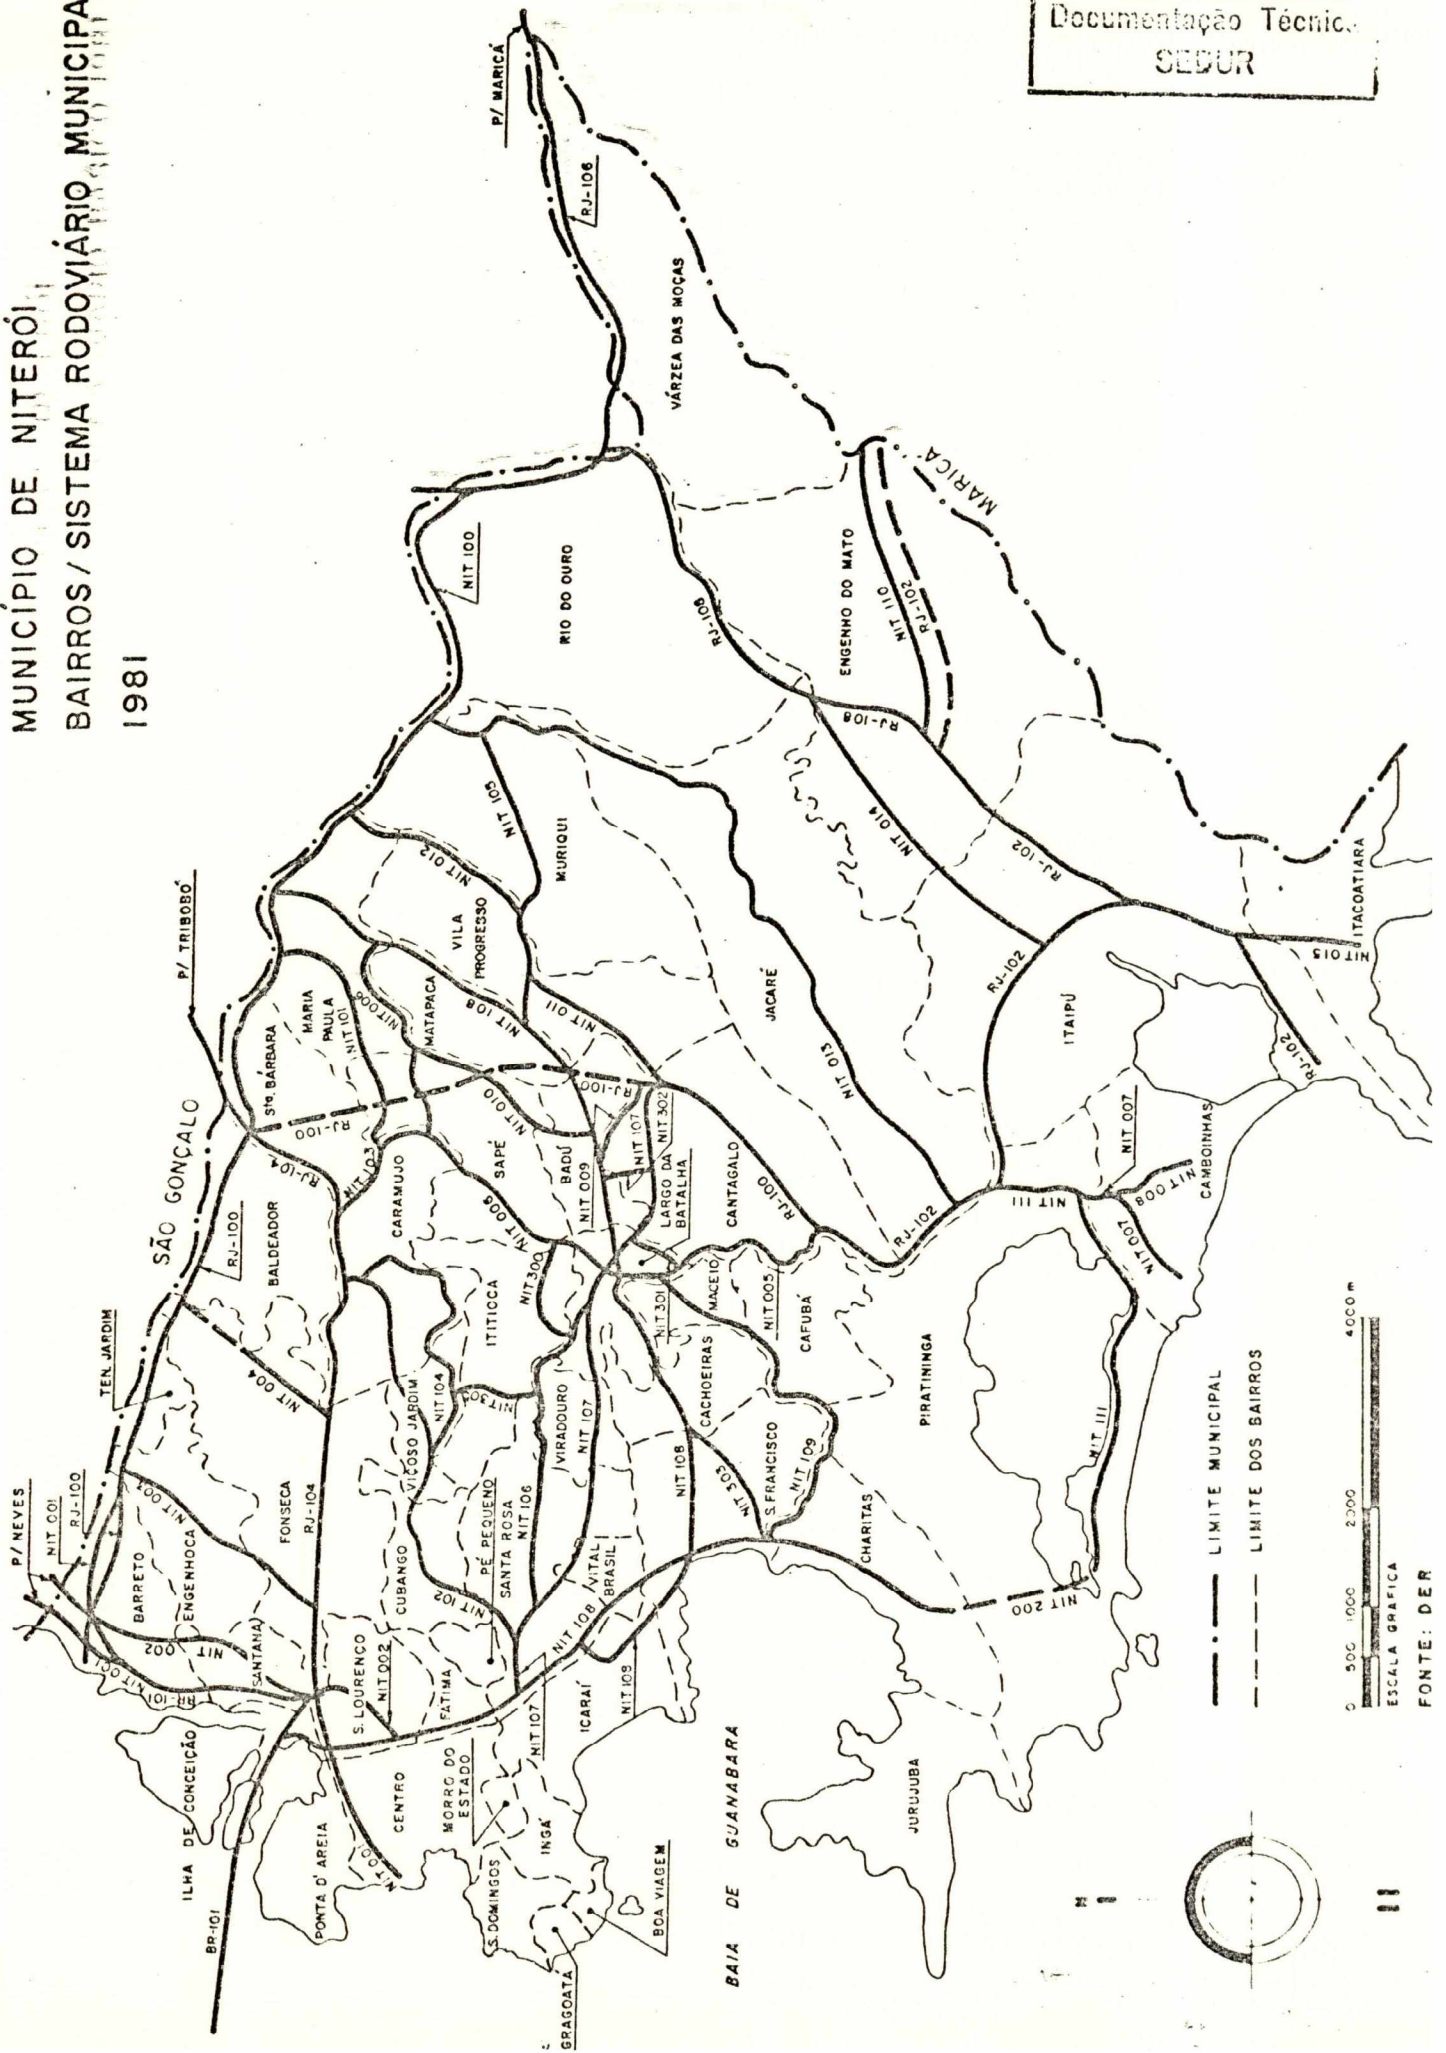 MUNICÍPIO DE NITERÓI
BAIRROS / SISTEMA RODOVIÁRIO MUNICIPA
1981
Documentação Técnic
SEDUR
P/ MARICÁ
RJ-106
VÁRZEA DAS MOÇAS
NIT 100
RIO DO OURO
MARICÁ
ENGENHO DO MATO
NIT 110
RJ-102
RJ-108
RJ-108
NIT 105
MURIQUI
NIT 012
VILA
PROGRESSO
NIT 014
RJ-102
ITACOATIARA
NIT 015
P/ TRIBOBÓ
MARIA
PAULA
NIT 101
NIT 006
MATAPACA
NIT 108
NIT 011
JACARÉ
RJ-102
ITAIPÚ
RJ-102
Sta. BÁRBARA
RJ-100
NIT 010
RJ-100
NIT 013
SÃO GONÇALO
RJ-104
NIT 103
CARAMUJO
SAPÊ
BADÚ
NIT 009
NIT 107
NIT 302
LARGO DA
BATALHA
CANTAGALO
RJ-100
RJ-102
NIT 111
NIT 007
NIT 008
CAMBOINHAS
NIT 007
RJ-100
BALDEADOR
NIT 008
ITITIOCA
NIT 300
NIT 301
MACEIÓ
NIT 005
CAFUBÁ
TEN. JARDIM
NIT 004
VIÇOSO JARDIM
NIT 104
NIT 30
VIRADOURO
NIT 107
CACHOEIRAS
PIRATININGA
P/ NEVES
NIT 001
RJ-100
NIT 003
FONSECA
RJ-104
CUBANGO
NIT 102
PÉ PEQUENO
SANTA ROSA
NIT 106
NIT 108
NIT 303
S. FRANCISCO
NIT 109
CHARITAS
NIT 111
BARRETO
ENGENHOCA
NIT
002
SANTANA
VITAL
BRASIL
NIT 108
NIT 200
NIT 001
BR-101
S. LOURENÇO
NIT 002
FÁTIMA
NIT 107
ICARAÍ
NIT 109
ILHA DE CONCEIÇÃO
CENTRO
MORRO DO
ESTADO
INGÁ
BAIA DE GUANABARA
JURUJUBA
BR-101
PONTA D' AREIA
NIT 001
S. DOMINGOS
BOA VIAGEM
GRAGOATÁ
LIMITE MUNICIPAL
LIMITE DOS BAIRROS
0 500 1000 2000 4000 m
ESCALA GRAFICA
FONTE: DER
N
11